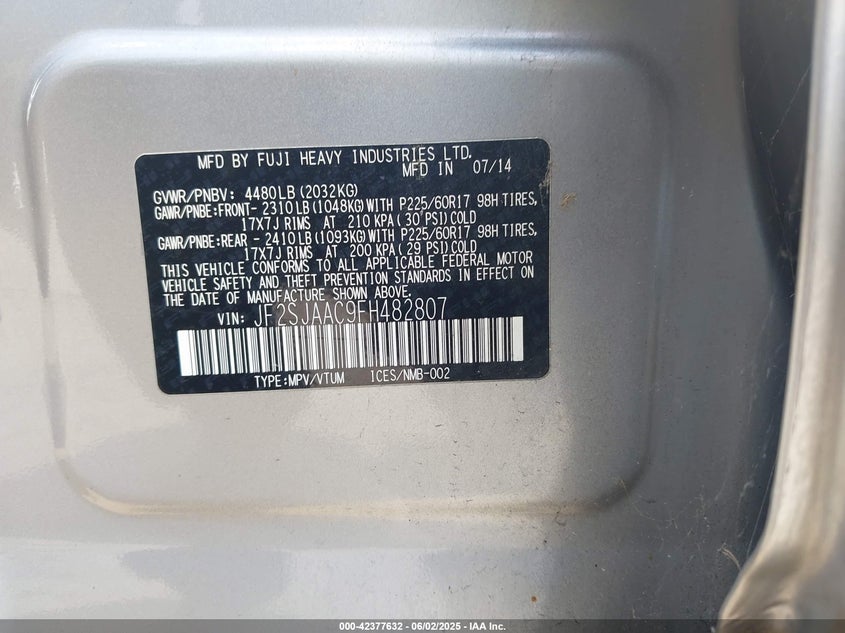 MFD BY FUJI HEAVY INDUSTRIES LTD.
MFD IN 07/14
GVWR/PNBV: 4480LB (2032KG)
GAWR/PNBE: FRONT- 2310LB (1048KG) WITH P225/60R17 98H TIRES,
17X7J RIMS AT 210 KPA (30 PSI) COLD
GAWR/PNBE: REAR - 2410LB (1093KG) WITH P225/60R17 98H TIRES,
17X7J RIMS AT 200 KPA (29 PSI) COLD
THIS VEHICLE CONFORMS TO ALL APPLICABLE FEDERAL MOTOR
VEHICLE SAFETY AND THEFT PREVENTION STANDARDS IN EFFECT ON
THE DATE OF MANUFACTURE SHOWN ABOVE.
VIN: JF2SJAAC9FH482807
TYPE:MPV/VTUM ICES/NMB-002
000-42377632 - 06/02/2025 - IAA Inc.